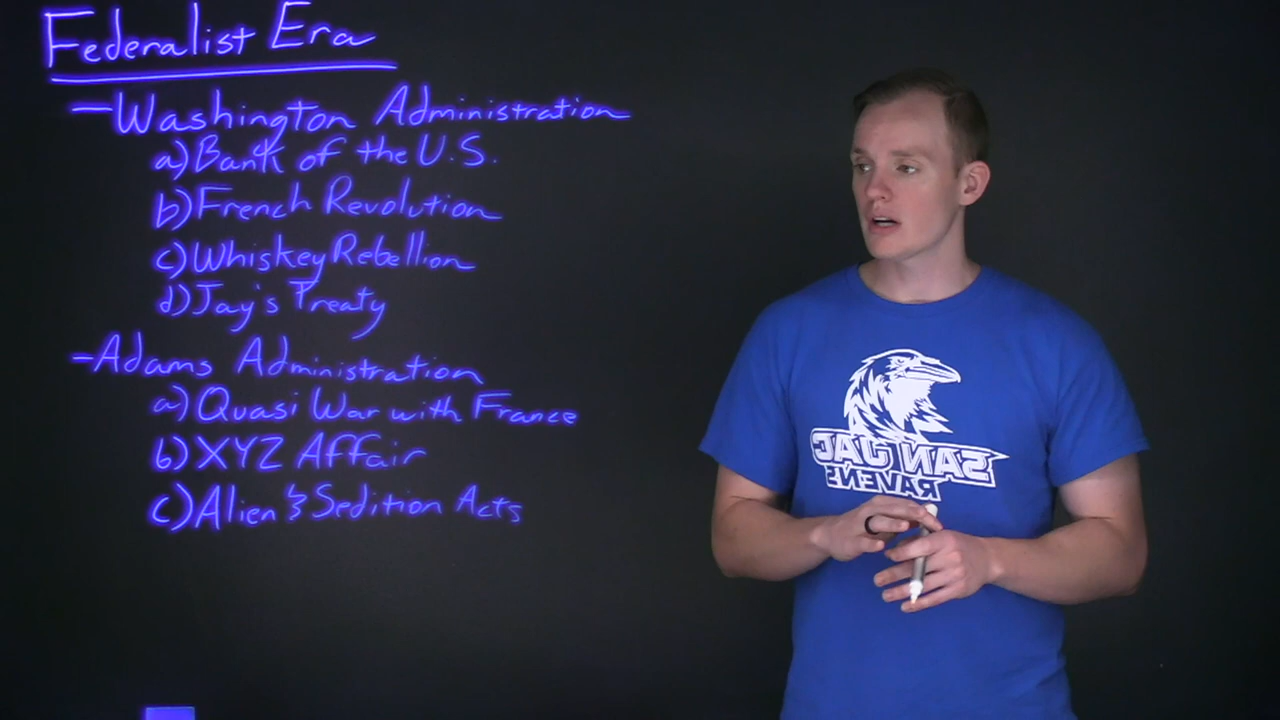 Federalist Era
-Washington Administration
a) Bank of the U.S.
b) French Revolution
c) Whiskey Rebellion
d) Jay's Treaty
-Adams Administration
a) Quasi War with France
b) XYZ Affair
c) Alien & Sedition Acts
SAN JAC
RAVENS